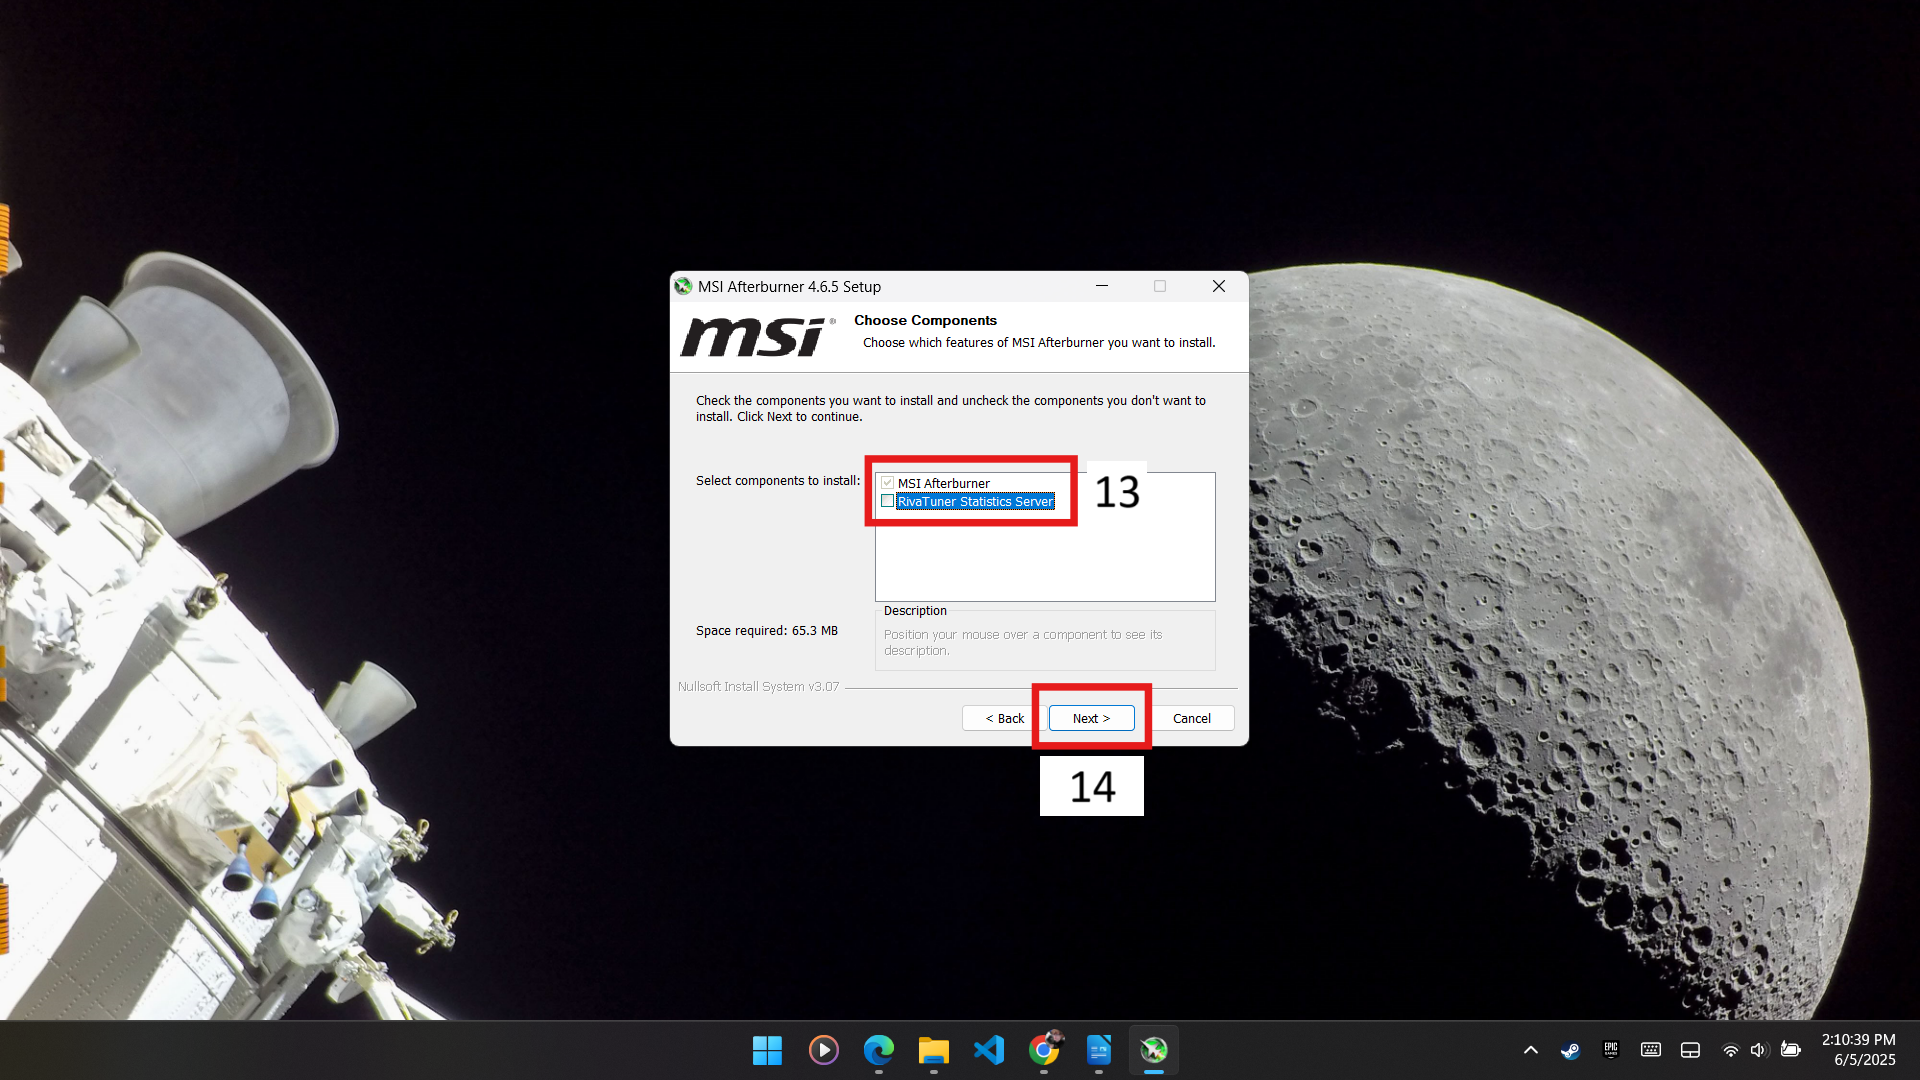 MSI Afterburner 4.6.5 Setup
msi®
Choose Components
Choose which features of MSI Afterburner you want to install.
Check the components you want to install and uncheck the components you don't want to
install. Click Next to continue.
Select components to install:
MSI Afterburner
RivaTuner Statistics Server
13
Space required: 65.3 MB
Description
Position your mouse over a component to see its
description.
Nullsoft Install System v3.07
< Back
Next >
Cancel
14
EPIC
GAMES
2:10:39 PM
6/5/2025